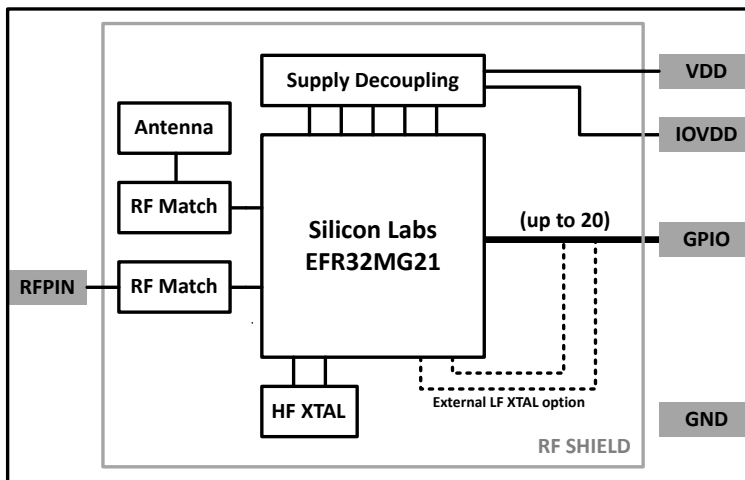 Supply Decoupling
VDD
Antenna
IOVDD
RF Match
Silicon Labs
EFR32MG21
(up to 20)
GPIO
RFPIN
RF Match
HF XTAL
External LF XTAL option
GND
RF SHIELD